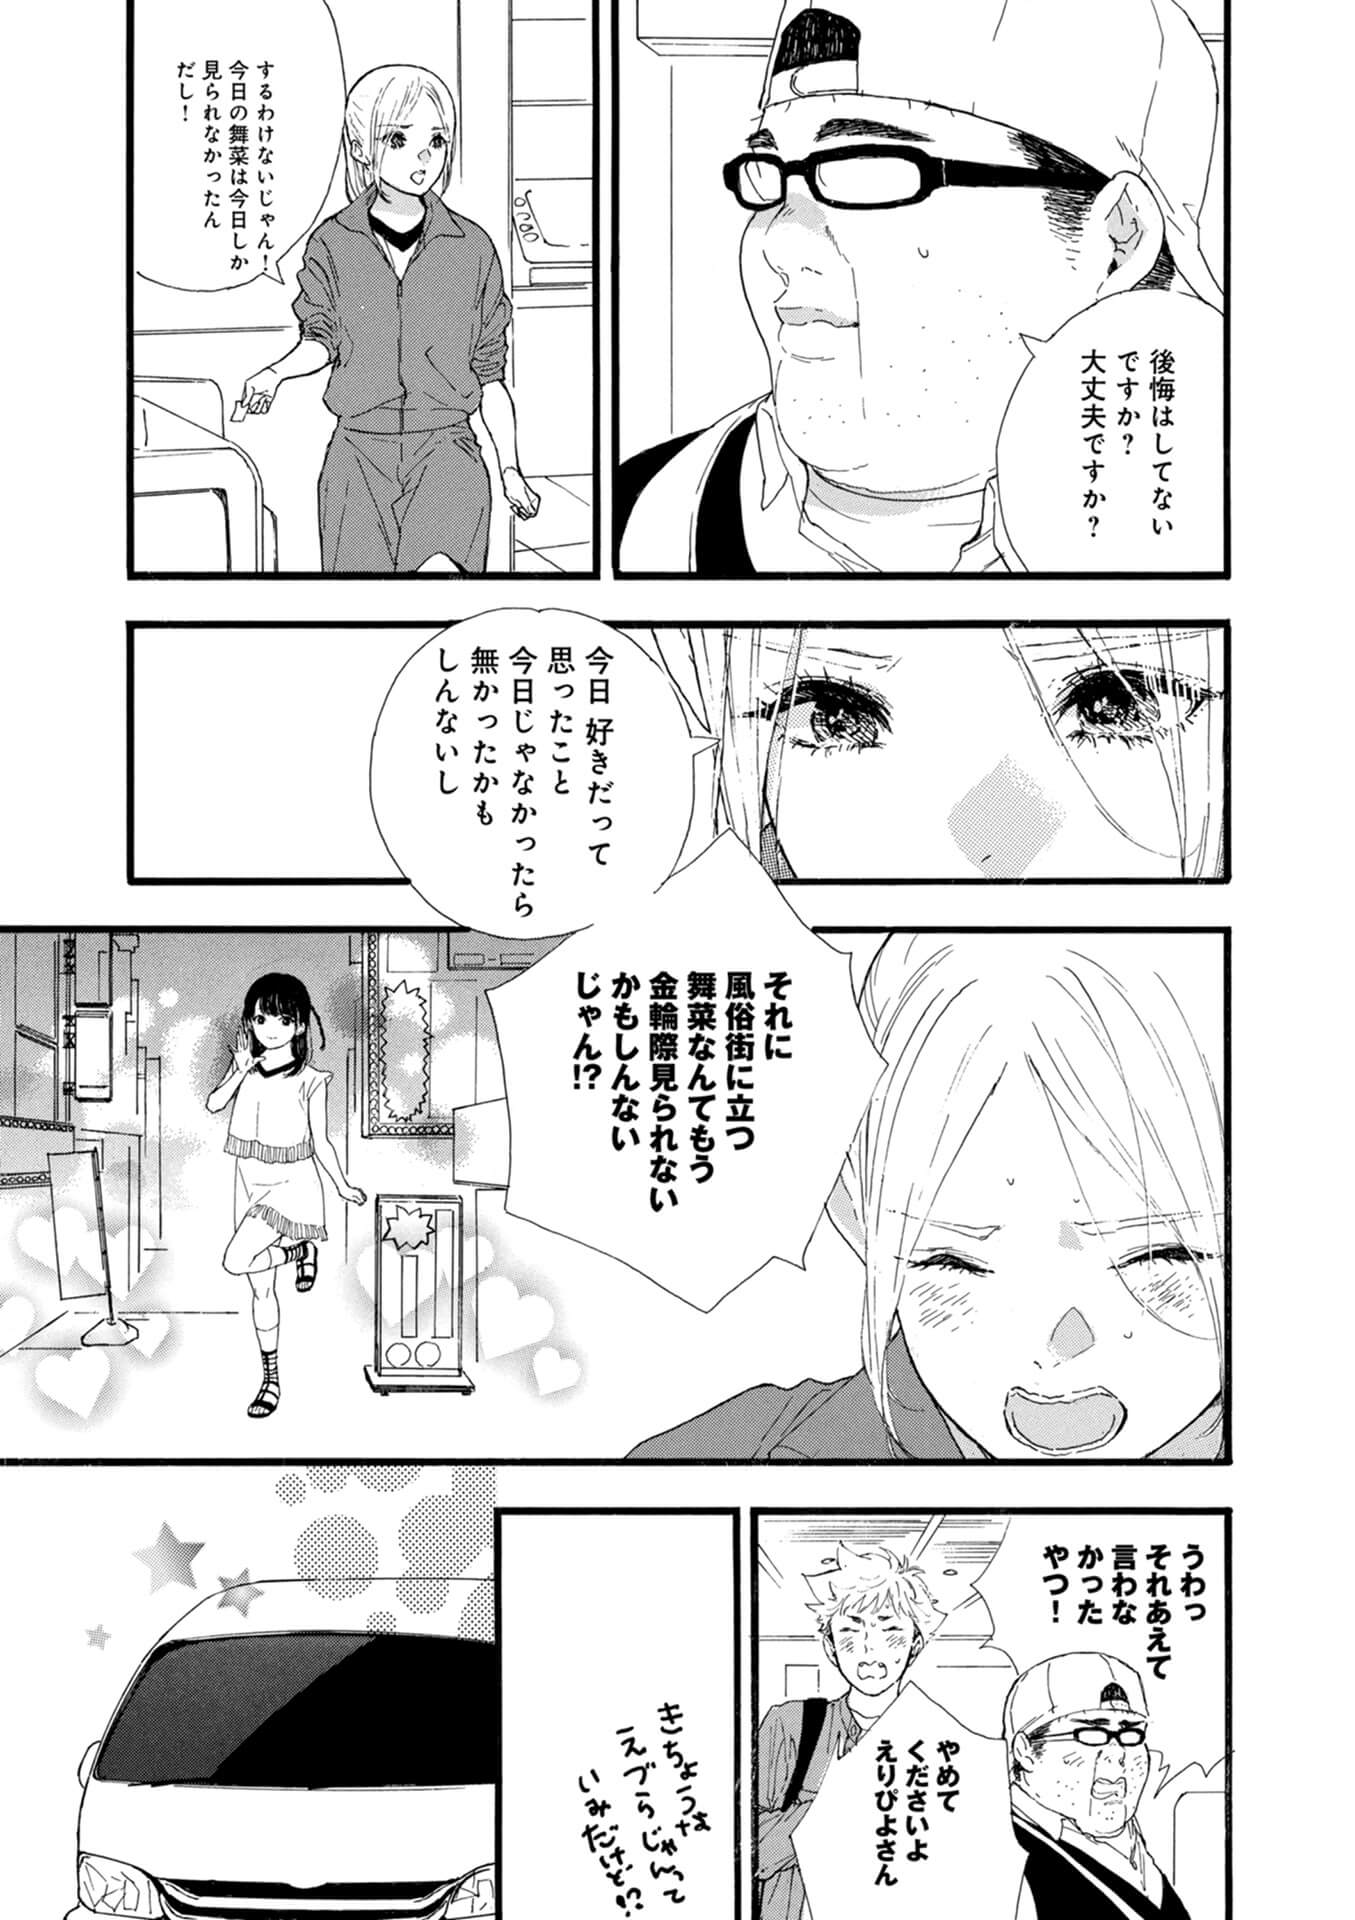 後悔はしてない
ですか？
大丈夫ですか？
するわけないじゃん！
今日の舞菜は今日しか
見られなかったん
だし！
今日 好きだって
思ったこと
今日じゃなかったら
無かったかも
しんないし
それに
風俗街に立つ
舞菜なんてもう
金輪際見られない
かもしんない
じゃん！？
うわっ
それあえて
言わな
かった
やつ！
やめて
くださいよ
えりぴよさん
きちょうな
えづらじゃんって
いみだけど！？